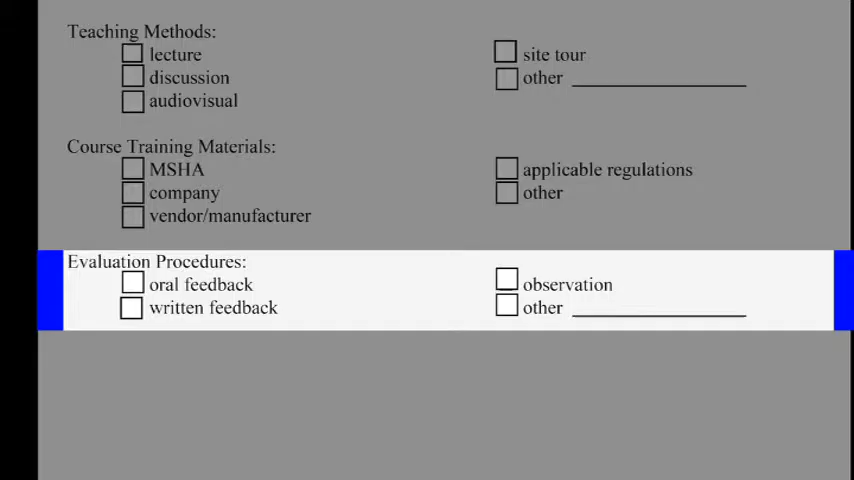 Teaching Methods:
lecture
site tour
discussion
other
audiovisual
Course Training Materials:
MSHA
applicable regulations
company
other
vendor/manufacturer
Evaluation Procedures:
oral feedback
observation
written feedback
other